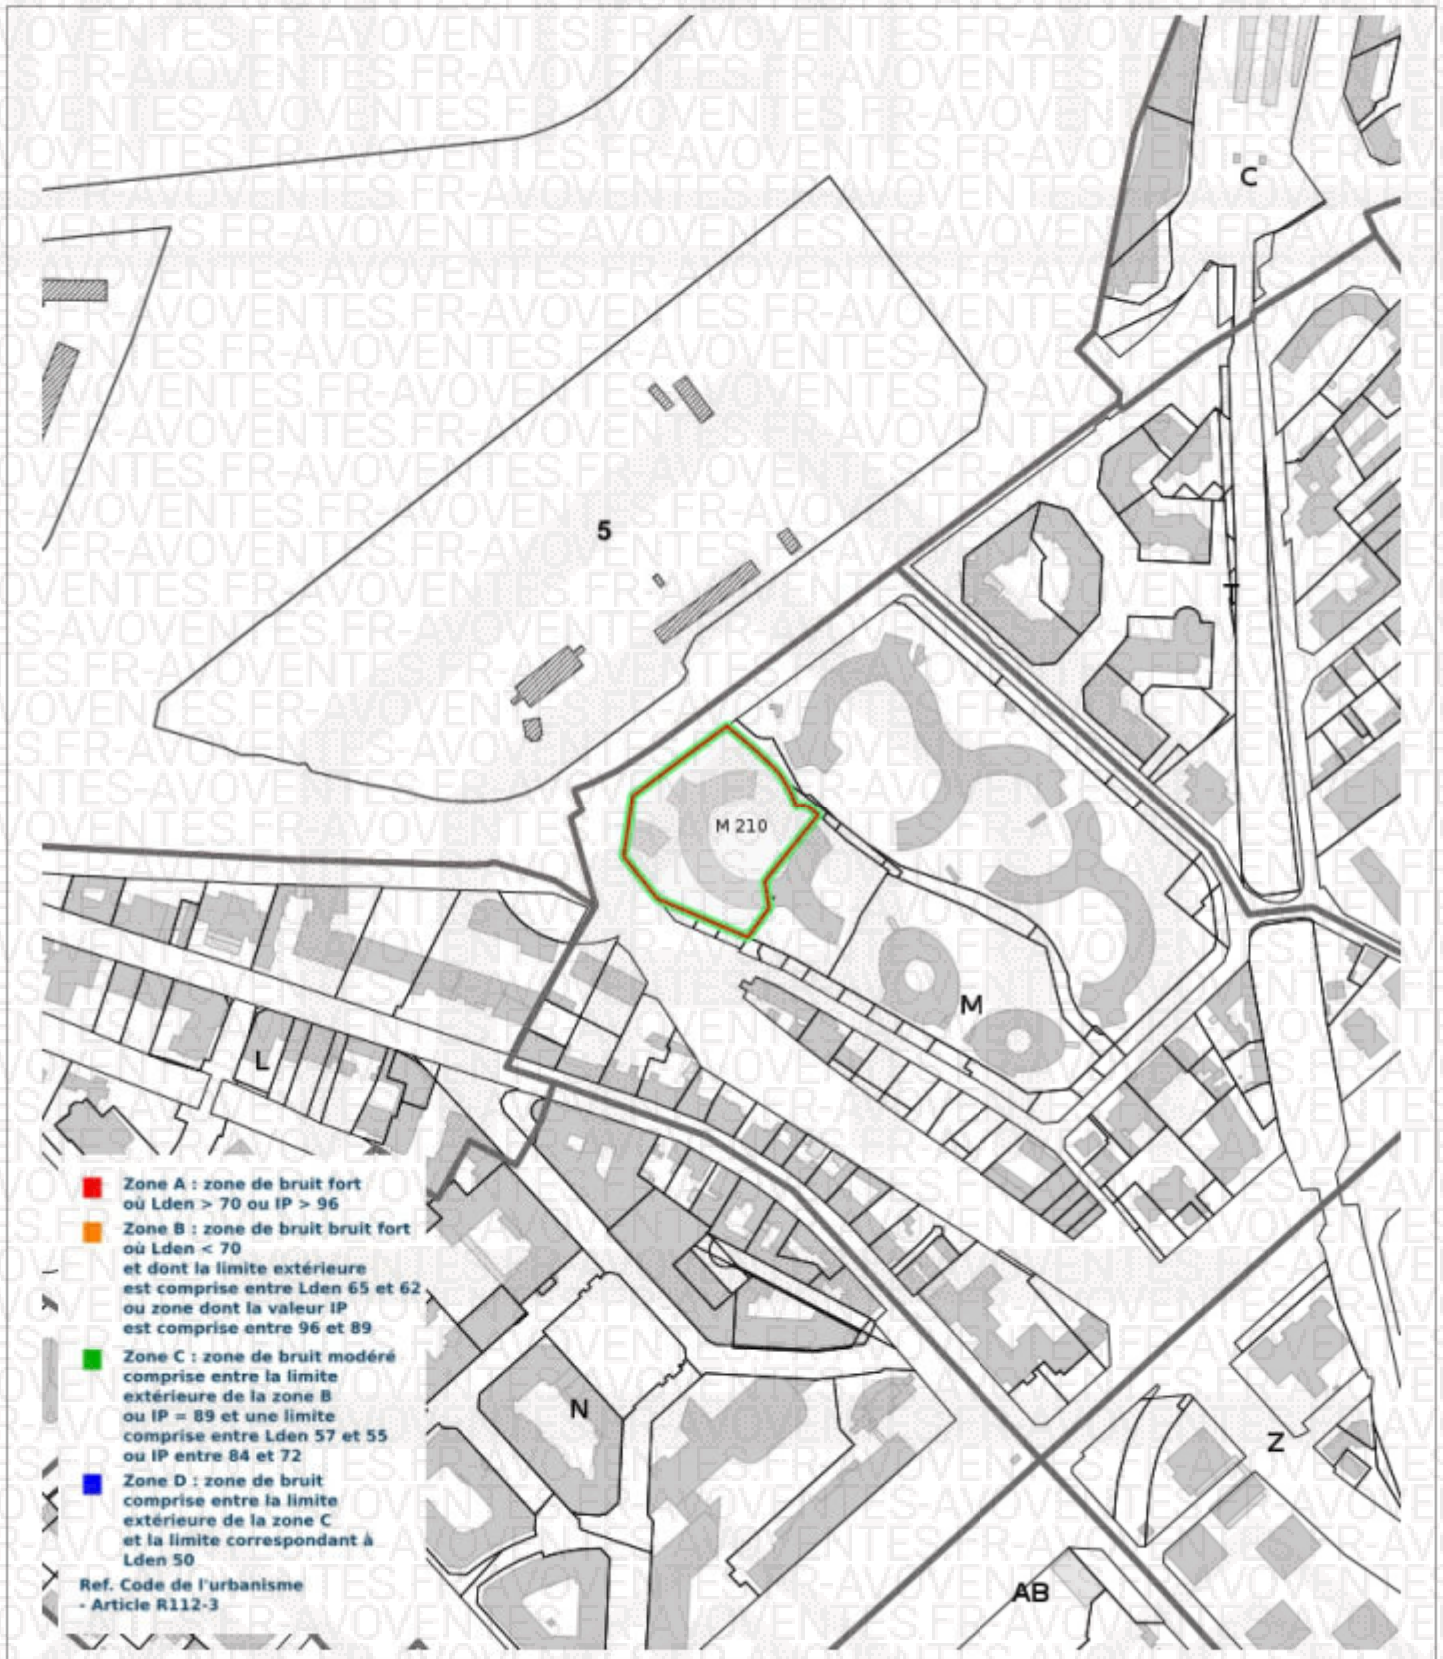 C
5
T
M 210
M
L
Zone A : zone de bruit fort
où Lden > 70 ou IP > 96
Zone B : zone de bruit bruit fort
où Lden < 70
et dont la limite extérieure
est comprise entre Lden 65 et 62
ou zone dont la valeur IP
est comprise entre 96 et 89
Zone C : zone de bruit modéré
comprise entre la limite
extérieure de la zone B
ou IP = 89 et une limite
comprise entre Lden 57 et 55
ou IP entre 84 et 72
Zone D : zone de bruit
comprise entre la limite
extérieure de la zone C
et la limite correspondant à
Lden 50
Ref. Code de l'urbanisme
- Article R112-3
N
Z
AB